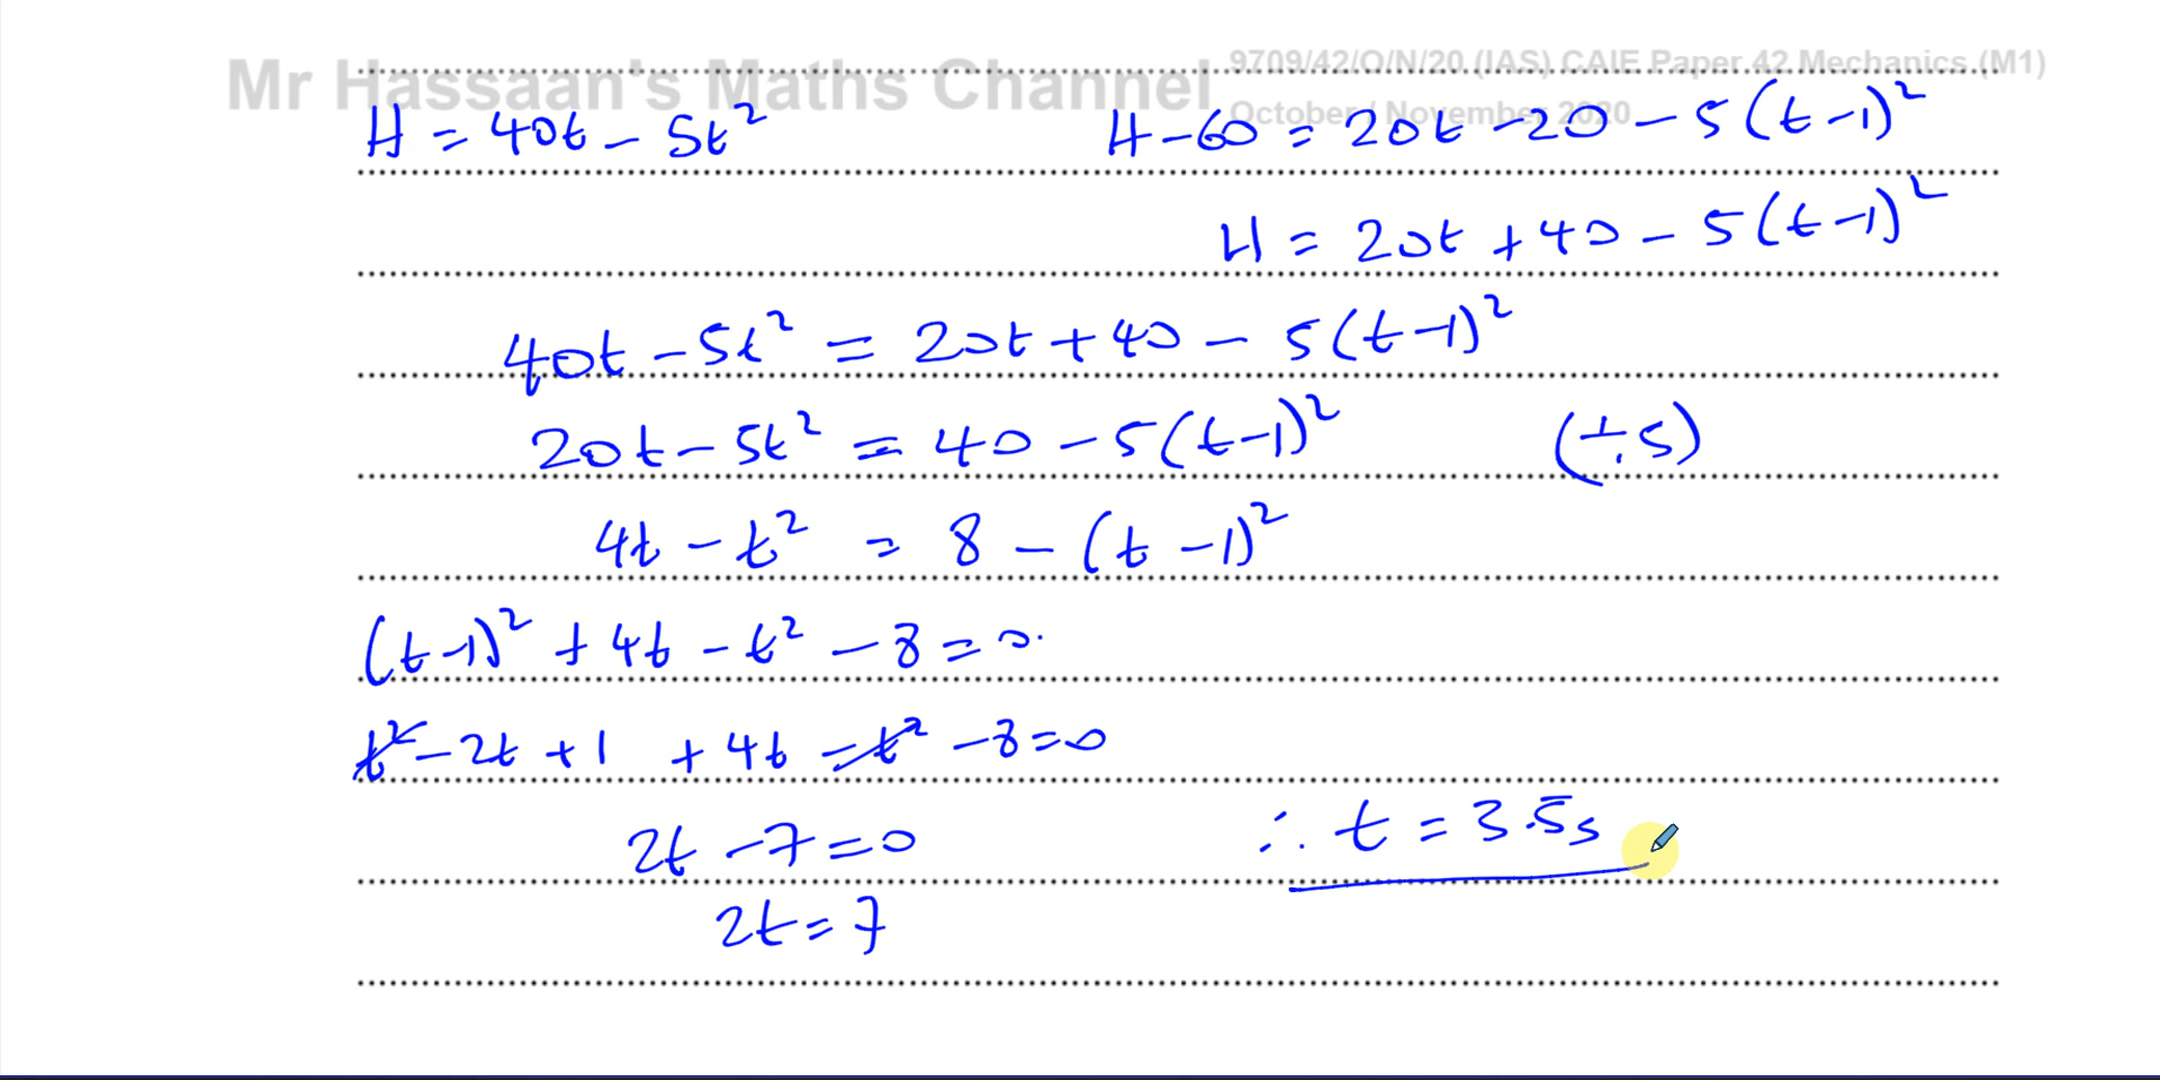 Mr Hassaan's Maths Channel
9709/42/O/N/20 (IAS) CAIE Paper 42 Mechanics (M1)
October / November 2020
H = 40t - 5t²
H - 60 = 20t - 20 - 5(t-1)²
H = 20t + 40 - 5(t-1)²
40t - 5t² = 20t + 40 - 5(t-1)²
20t - 5t² = 40 - 5(t-1)² (÷5)
4t - t² = 8 - (t-1)²
(t-1)² + 4t - t² - 8 = 0.
t² - 2t + 1 + 4t - t² - 8 = 0
2t - 7 = 0
∴ t = 3.5s
2t = 7